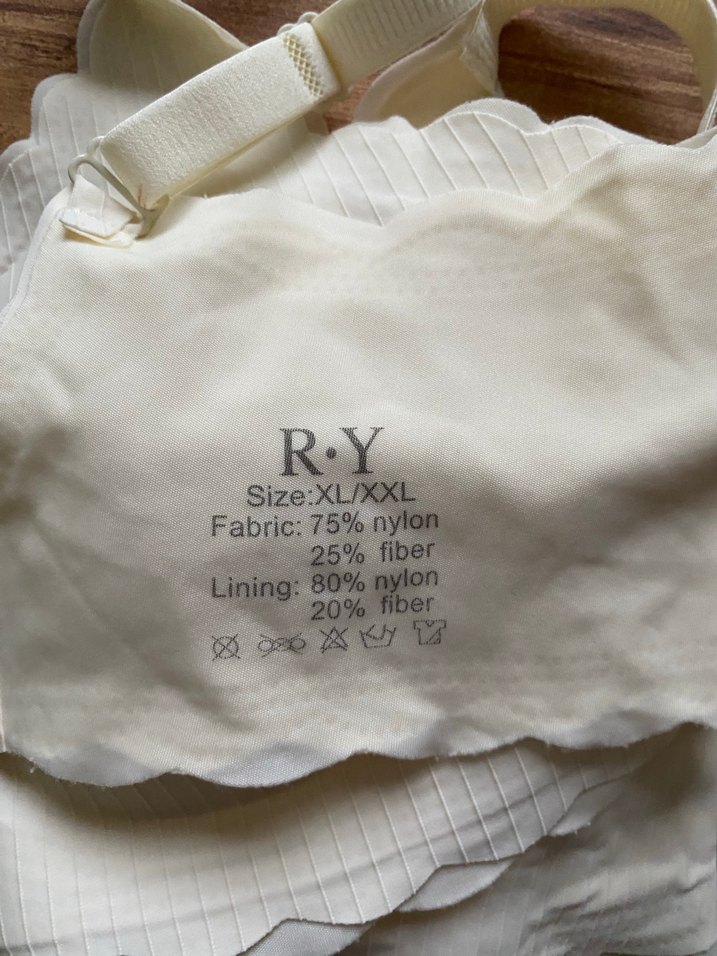 R·Y
Size:XL/XXL
Fabric: 75% nylon
25% fiber
Lining: 80% nylon
20% fiber